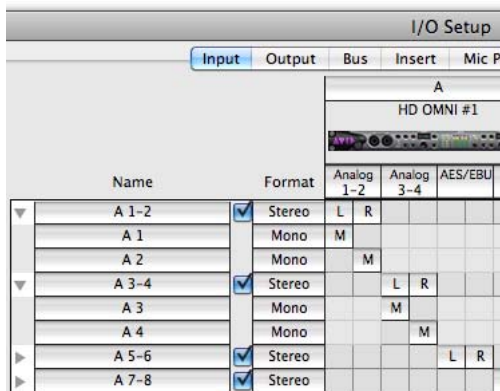 I/O Setup
Input Output Bus Insert Mic P
A
HD OMNI #1
AVID
Name Format Analog 1-2 Analog 3-4 AES/EBU
A 1-2 Stereo L R
A 1 Mono M
A 2 Mono M
A 3-4 Stereo L R
A 3 Mono M
A 4 Mono M
A 5-6 Stereo L R
A 7-8 Stereo